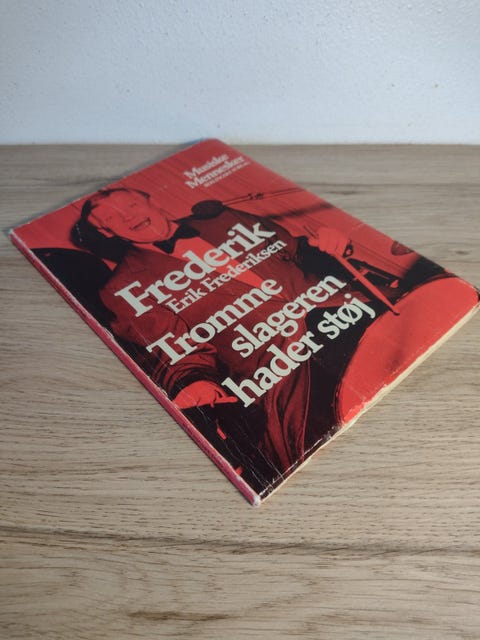 Musiske
Mennesker
Frederik
Erik Frederiksen
Tromme
slageren
hader støj